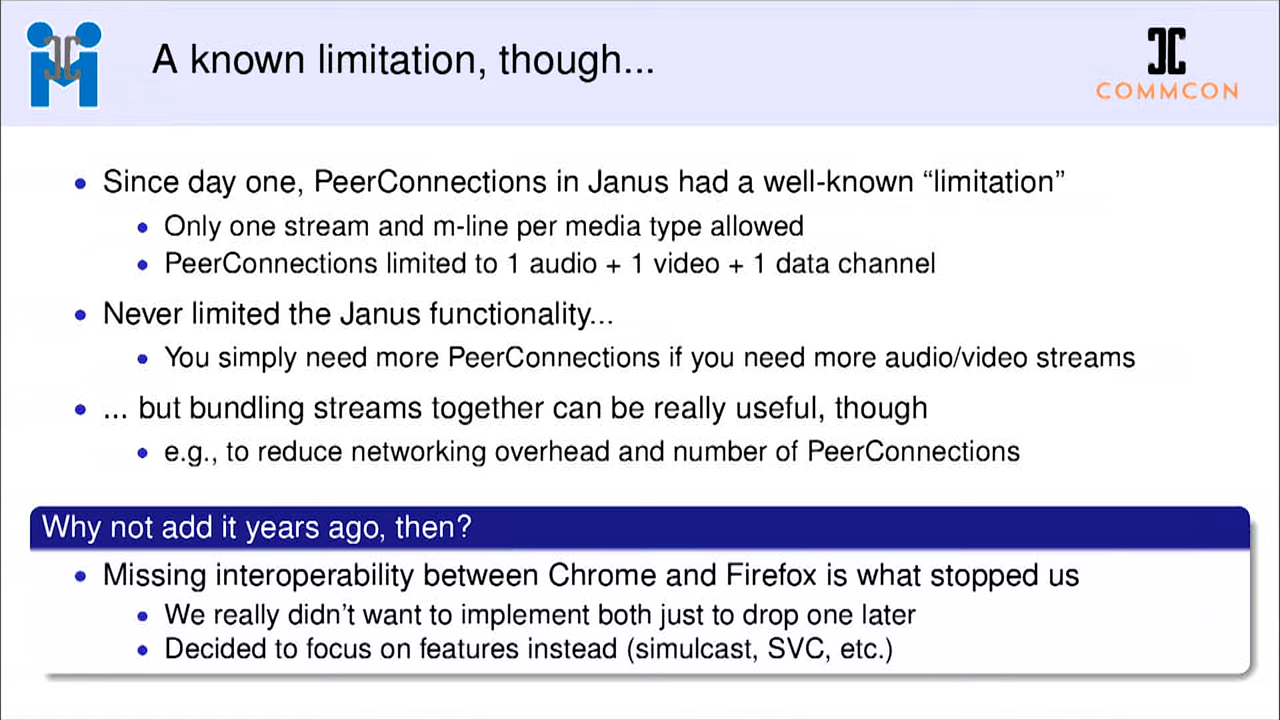 A known limitation, though...
COMMCON
• Since day one, PeerConnections in Janus had a well-known “limitation”
• Only one stream and m-line per media type allowed
• PeerConnections limited to 1 audio + 1 video + 1 data channel
• Never limited the Janus functionality...
• You simply need more PeerConnections if you need more audio/video streams
• ... but bundling streams together can be really useful, though
• e.g., to reduce networking overhead and number of PeerConnections
Why not add it years ago, then?
• Missing interoperability between Chrome and Firefox is what stopped us
• We really didn’t want to implement both just to drop one later
• Decided to focus on features instead (simulcast, SVC, etc.)